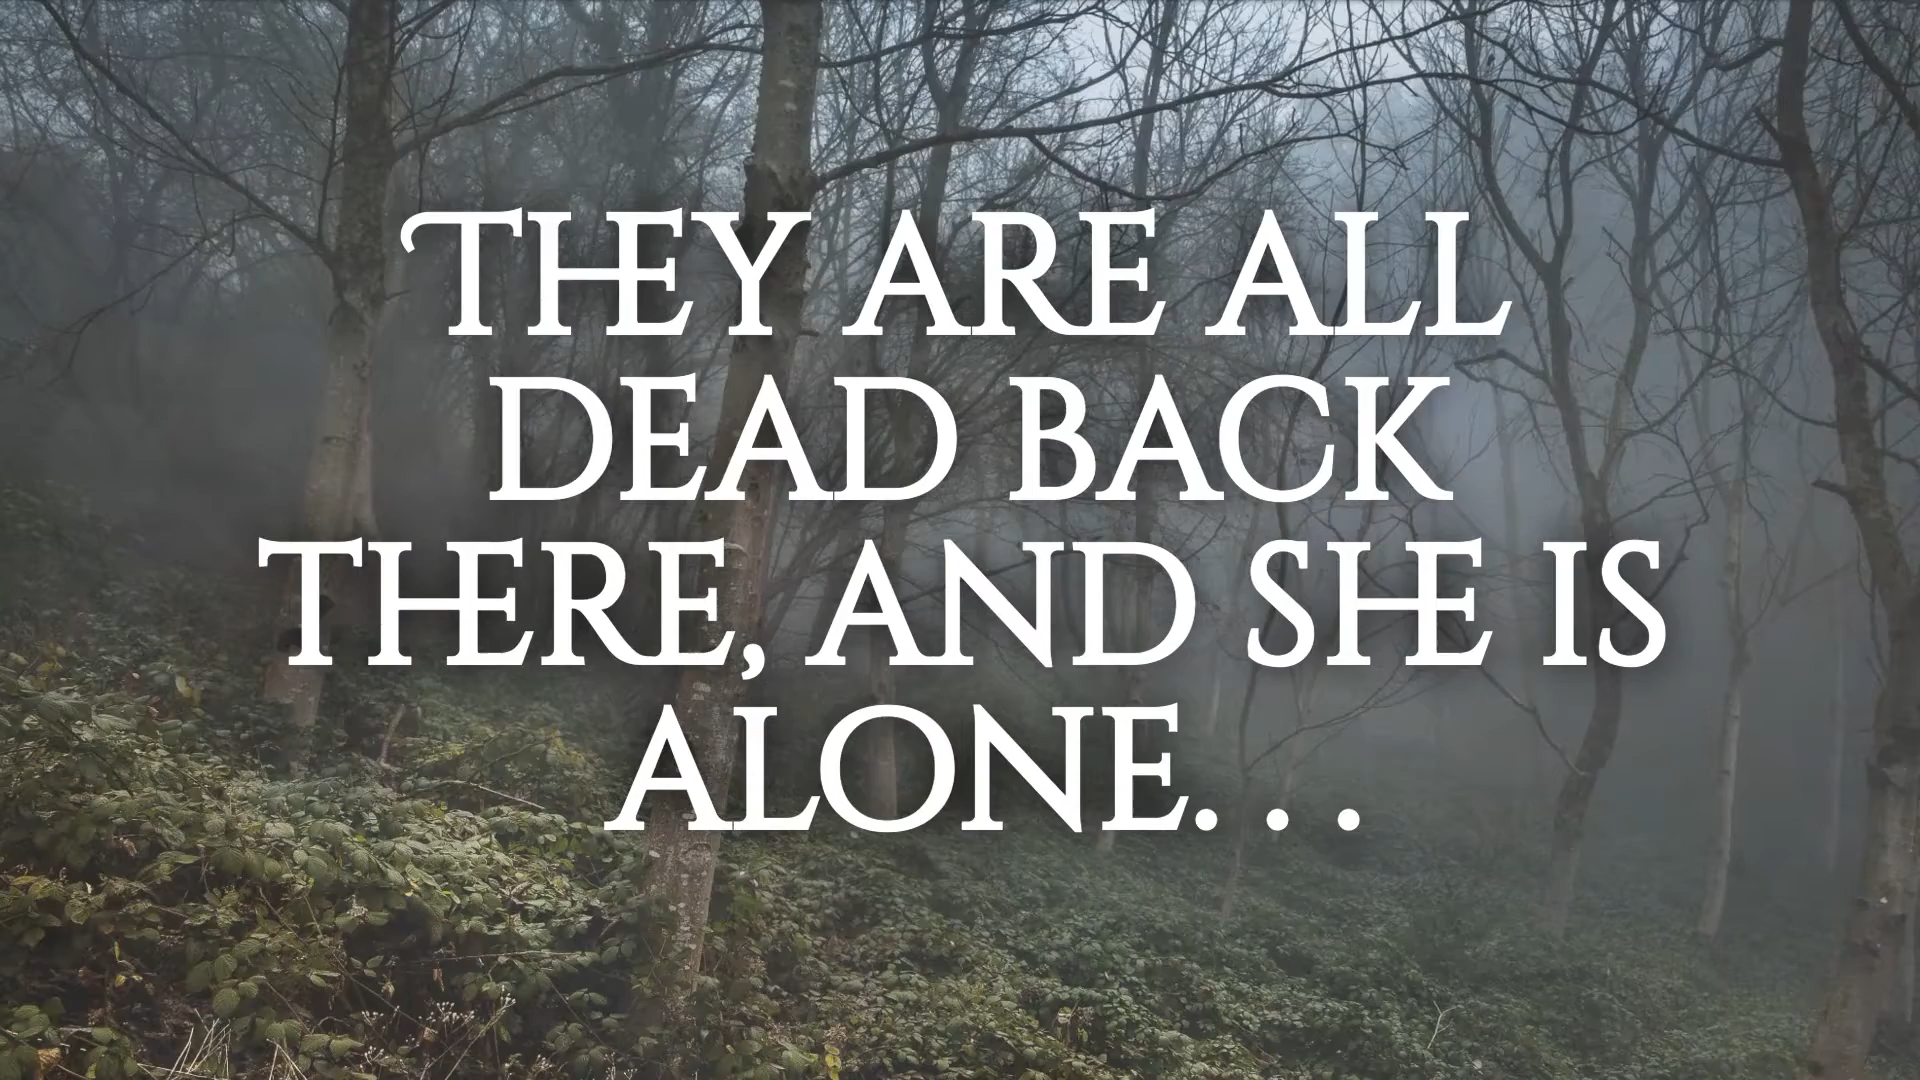 THEY ARE ALL
DEAD BACK
THERE, AND SHE IS
ALONE. . .